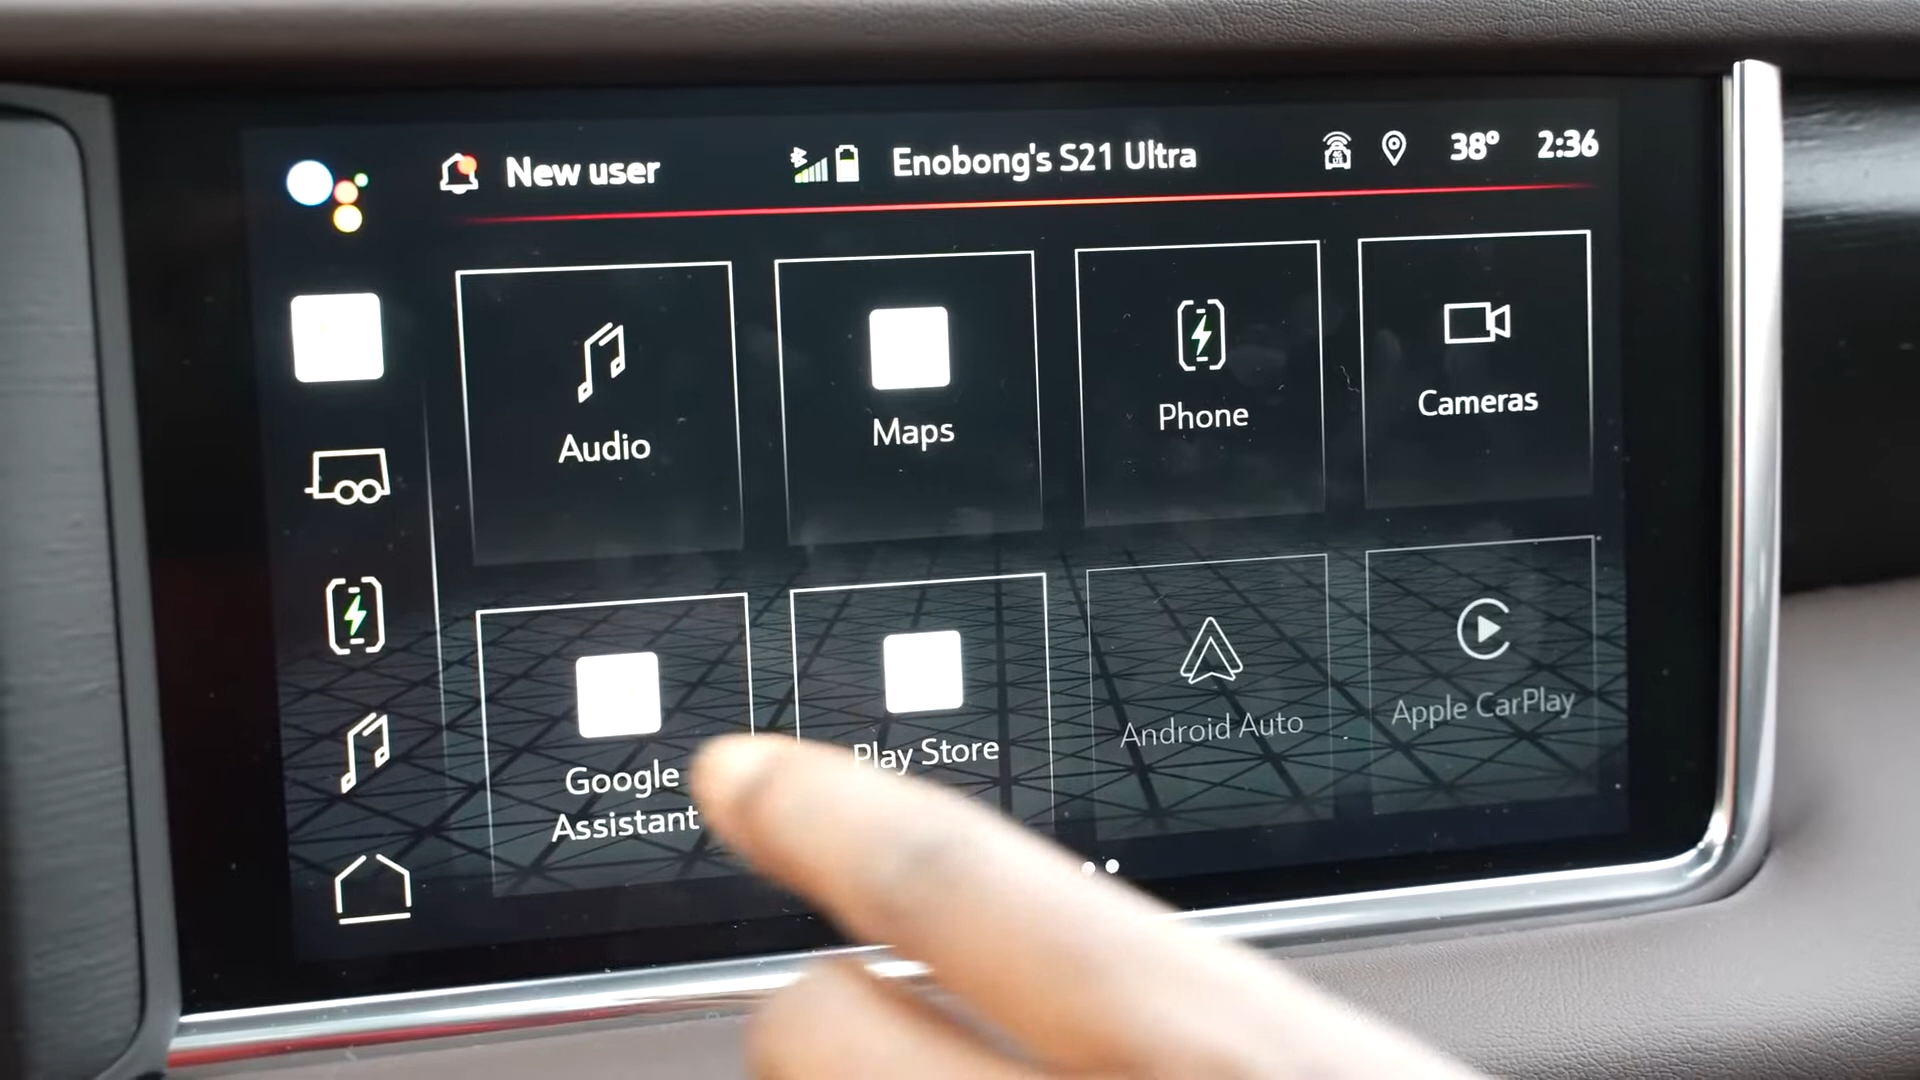 New user
Enobong's S21 Ultra
38°
2:36
Audio
Maps
Phone
Cameras
Google
Assistant
Play Store
Android Auto
Apple CarPlay